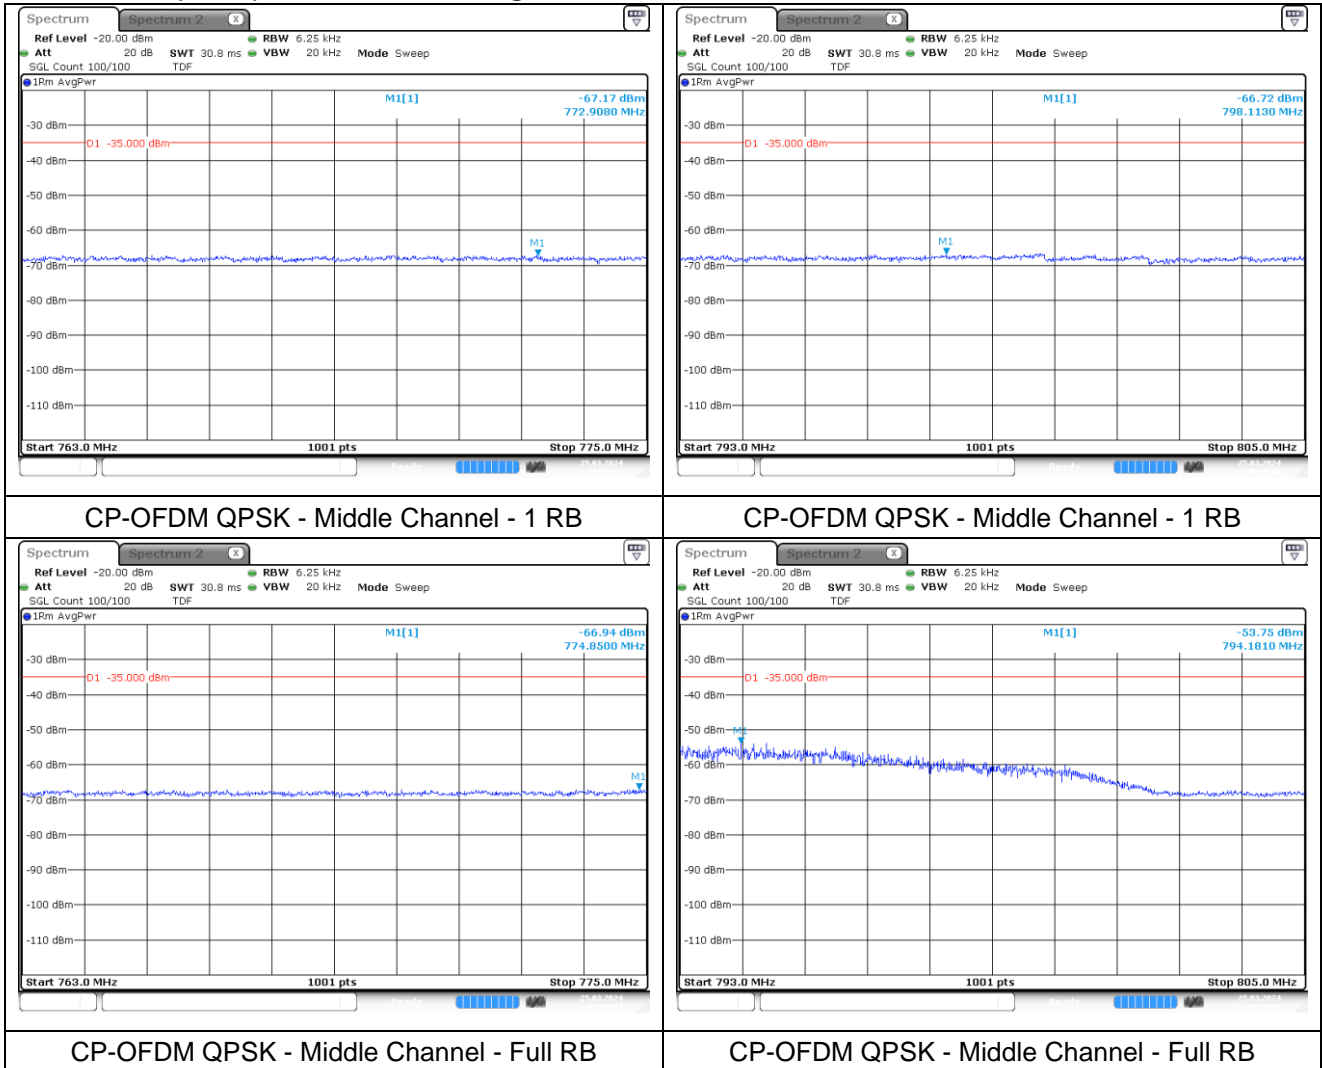 Spectrum Spectrum 2 X
Ref Level -20.00 dBm RBW 6.25 kHz
Att 20 dB SWT 30.8 ms VBW 20 kHz Mode Sweep
SGL Count 100/100 TDF
1Rm AvgPwr
M1[1] -67.17 dBm
772.9080 MHz
-30 dBm
D1 -35.000 dBm
-40 dBm
-50 dBm
-60 dBm
M1
-70 dBm
-80 dBm
-90 dBm
-100 dBm
-110 dBm
Start 763.0 MHz 1001 pts Stop 775.0 MHz
Ready 25.03.2024
CP-OFDM QPSK - Middle Channel - 1 RB
Spectrum Spectrum 2 X
Ref Level -20.00 dBm RBW 6.25 kHz
Att 20 dB SWT 30.8 ms VBW 20 kHz Mode Sweep
SGL Count 100/100 TDF
1Rm AvgPwr
M1[1] -66.72 dBm
798.1130 MHz
-30 dBm
D1 -35.000 dBm
-40 dBm
-50 dBm
-60 dBm
M1
-70 dBm
-80 dBm
-90 dBm
-100 dBm
-110 dBm
Start 793.0 MHz 1001 pts Stop 805.0 MHz
Ready 25.03.2024
CP-OFDM QPSK - Middle Channel - 1 RB
Spectrum Spectrum 2 X
Ref Level -20.00 dBm RBW 6.25 kHz
Att 20 dB SWT 30.8 ms VBW 20 kHz Mode Sweep
SGL Count 100/100 TDF
1Rm AvgPwr
M1[1] -66.94 dBm
774.8500 MHz
-30 dBm
D1 -35.000 dBm
-40 dBm
-50 dBm
-60 dBm
M1
-70 dBm
-80 dBm
-90 dBm
-100 dBm
-110 dBm
Start 763.0 MHz 1001 pts Stop 775.0 MHz
Ready 25.03.2024
CP-OFDM QPSK - Middle Channel - Full RB
Spectrum Spectrum 2 X
Ref Level -20.00 dBm RBW 6.25 kHz
Att 20 dB SWT 30.8 ms VBW 20 kHz Mode Sweep
SGL Count 100/100 TDF
1Rm AvgPwr
M1[1] -53.75 dBm
794.1810 MHz
-30 dBm
D1 -35.000 dBm
-40 dBm
-50 dBm
M1
-60 dBm
-70 dBm
-80 dBm
-90 dBm
-100 dBm
-110 dBm
Start 793.0 MHz 1001 pts Stop 805.0 MHz
Ready 25.03.2024
CP-OFDM QPSK - Middle Channel - Full RB